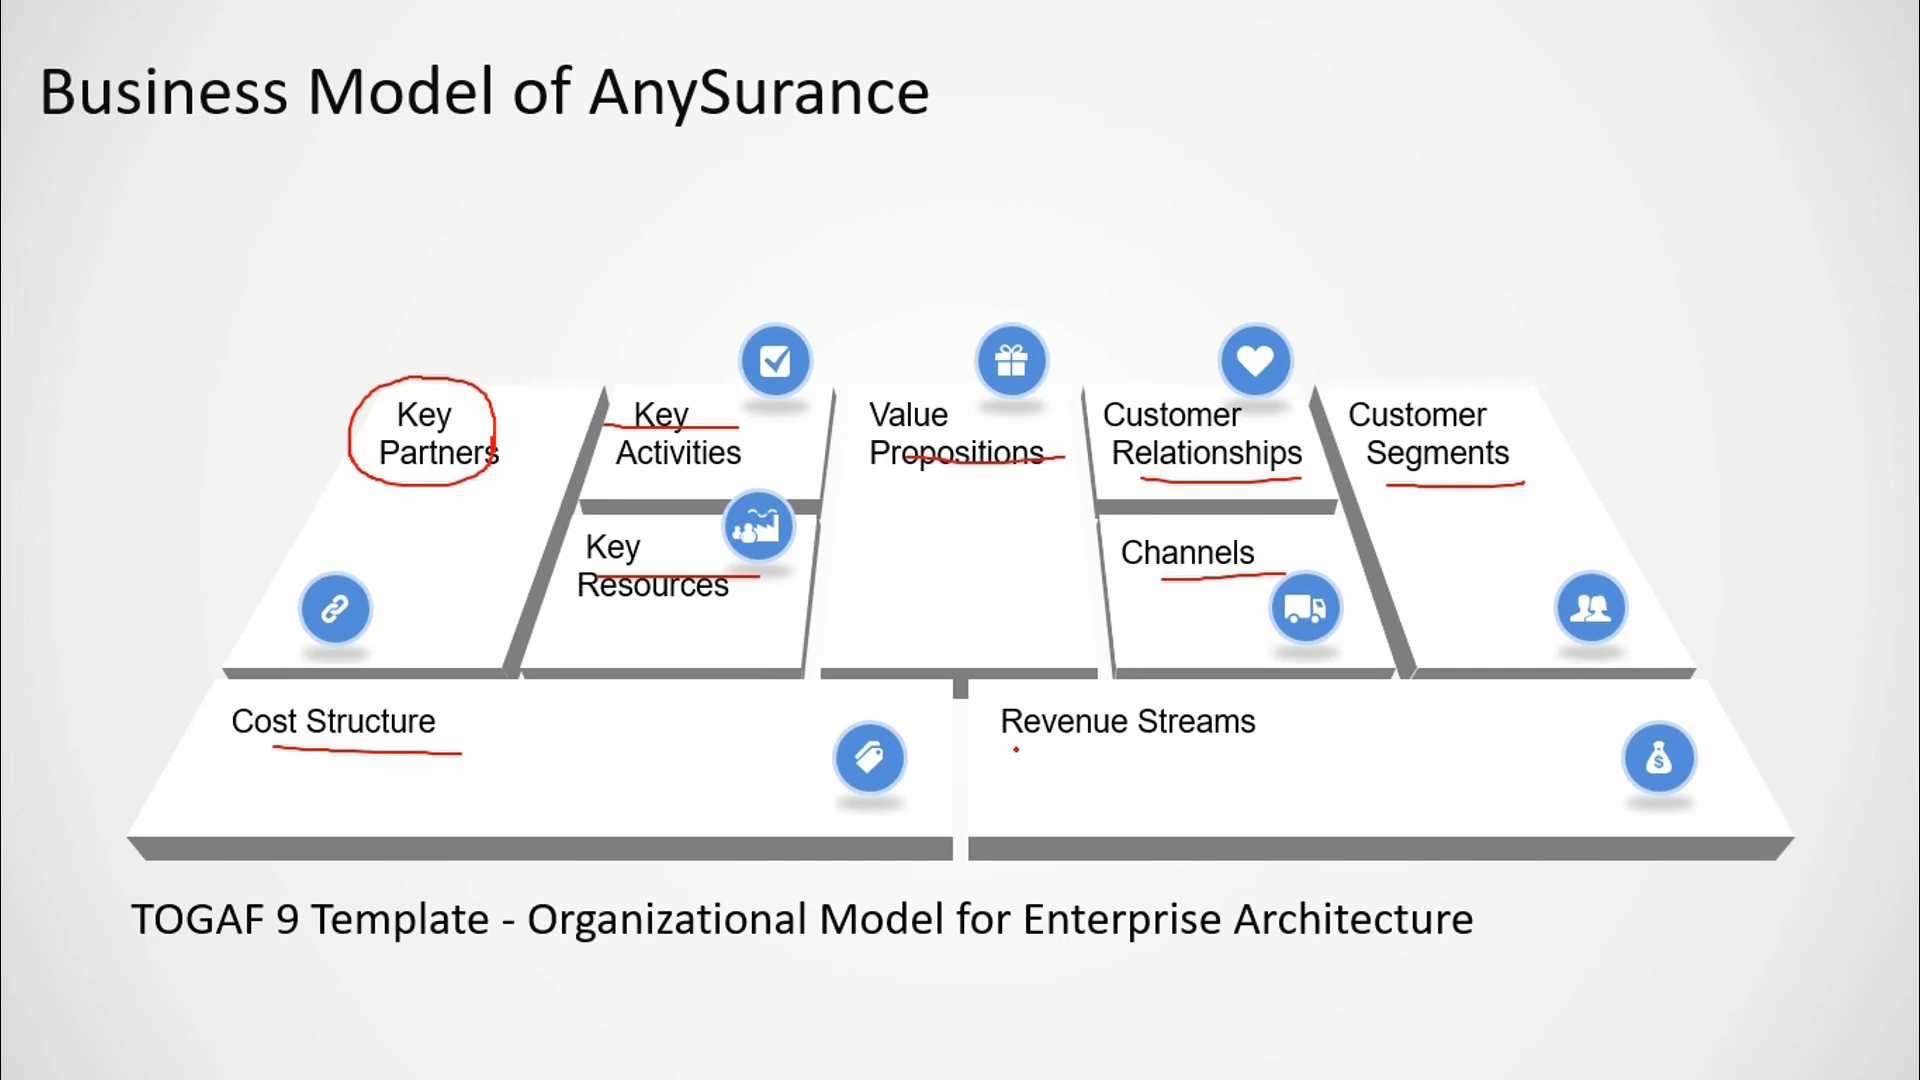 Business Model of AnySurance
Key
Partners
Key
Activities
Key
Resources
Value
Propositions
Customer
Relationships
Channels
Customer
Segments
Cost Structure
Revenue Streams
$
TOGAF 9 Template - Organizational Model for Enterprise Architecture